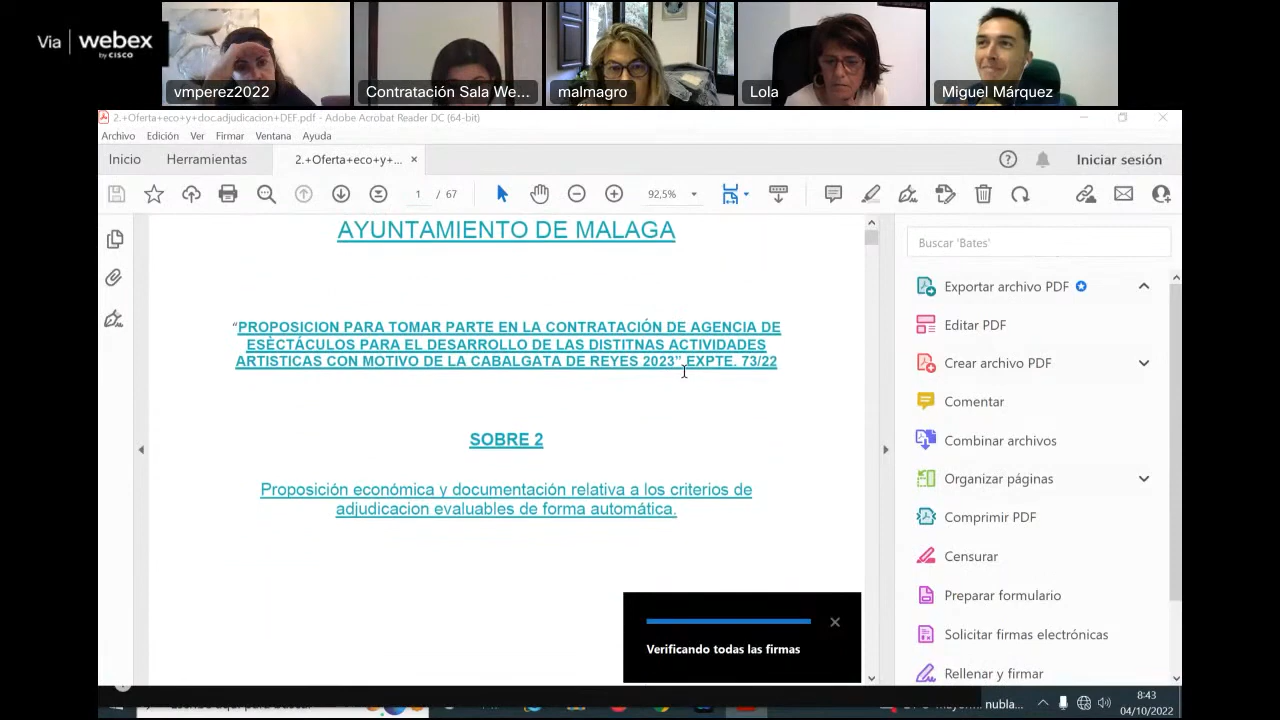 Via webex
by CISCO
vmperez2022
Contratación Sala We...
malmagro
Lola
Miguel Márquez
2.+Oferta+eco+y+doc.adjudicacion+DEF.pdf - Adobe Acrobat Reader DC (64-bit)
Archivo Edición Ver Firmar Ventana Ayuda
Inicio Herramientas 2.+Oferta+eco+y+... × Iniciar sesión
1 / 67 92,5%
AYUNTAMIENTO DE MALAGA
“PROPOSICION PARA TOMAR PARTE EN LA CONTRATACIÓN DE AGENCIA DE
ESÈCTÁCULOS PARA EL DESARROLLO DE LAS DISTITNAS ACTIVIDADES
ARTISTICAS CON MOTIVO DE LA CABALGATA DE REYES 2023” EXPTE. 73/22
SOBRE 2
Proposición económica y documentación relativa a los criterios de
adjudicacion evaluables de forma automática.
Buscar 'Bates'
Exportar archivo PDF
Editar PDF
Crear archivo PDF
Comentar
Combinar archivos
Organizar páginas
Comprimir PDF
Censurar
Preparar formulario
Solicitar firmas electrónicas
Rellenar y firmar
Verificando todas las firmas
nubla...
8:43
04/10/2022